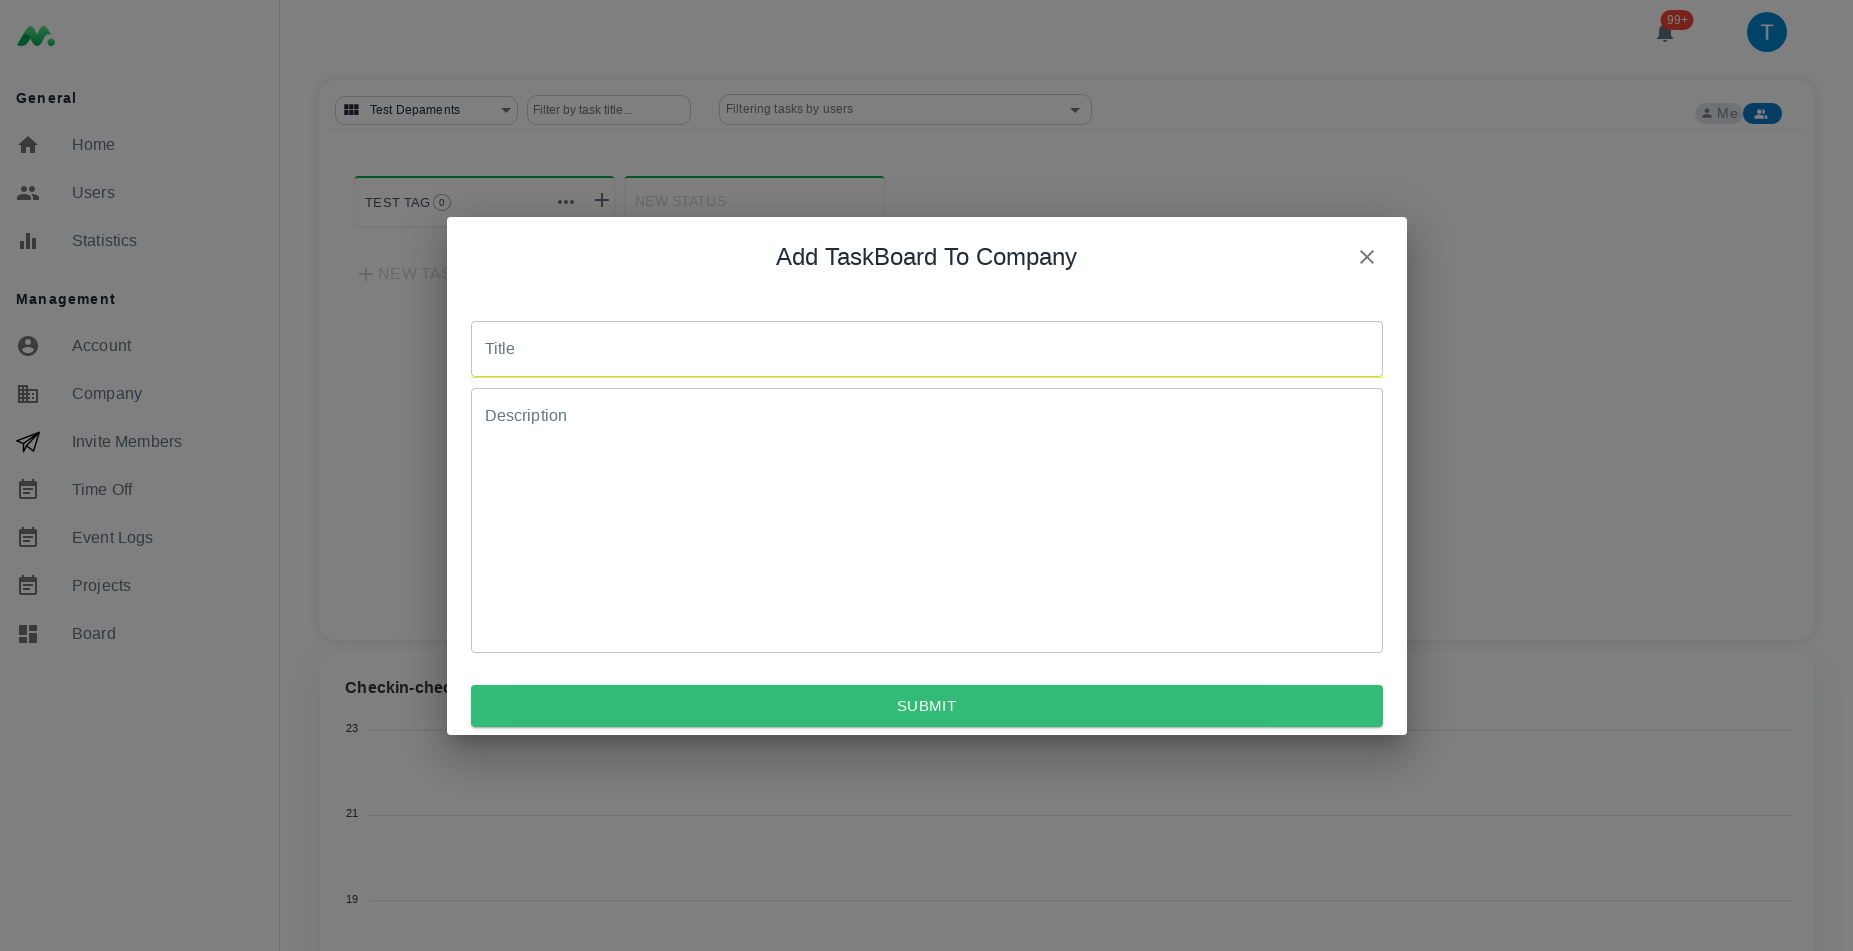 99+
T
General
Home
Users
Statistics
Management
Account
Company
Invite Members
Time Off
Event Logs
Projects
Board
Test Depaments
Filter by task title...
Filtering tasks by users
Me
TEST TAG 0
NEW STATUS
NEW TAS
Add TaskBoard To Company
Title
Description
SUBMIT
Checkin-chec
23
21
19